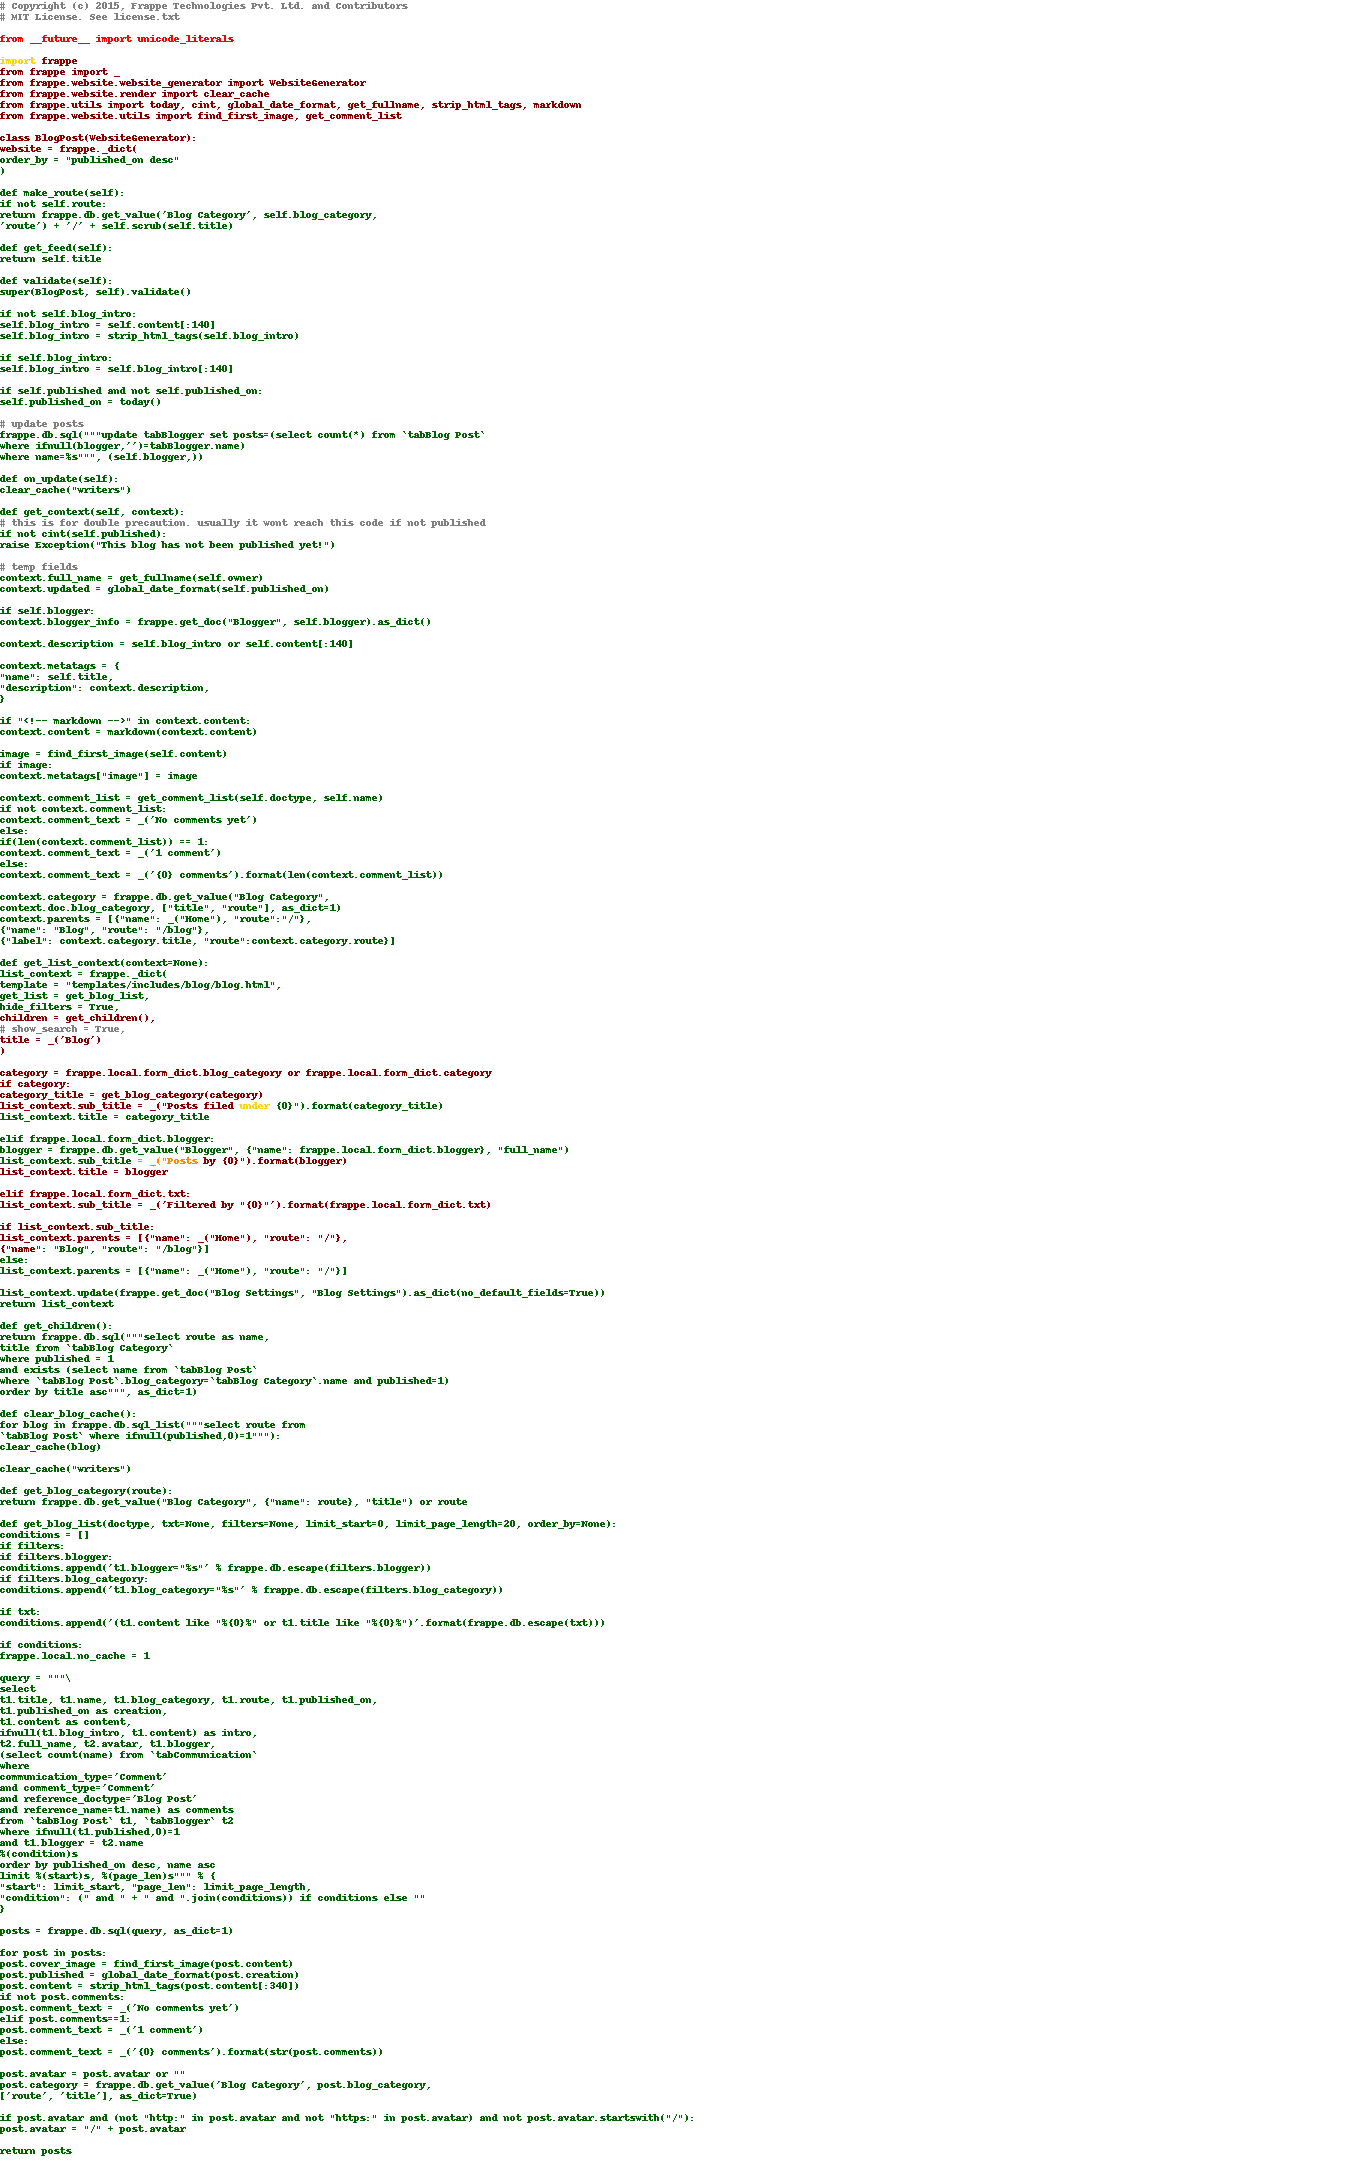 # Copyright (c) 2015, Frappe Technologies Pvt. Ltd. and Contributors
# MIT License. See license.txt

from __future__ import unicode_literals

import frappe
from frappe import _
from frappe.website.website_generator import WebsiteGenerator
from frappe.website.render import clear_cache
from frappe.utils import today, cint, global_date_format, get_fullname, strip_html_tags, markdown
from frappe.website.utils import find_first_image, get_comment_list

class BlogPost(WebsiteGenerator):
website = frappe._dict(
order_by = "published_on desc"
)

def make_route(self):
if not self.route:
return frappe.db.get_value('Blog Category', self.blog_category,
'route') + '/' + self.scrub(self.title)

def get_feed(self):
return self.title

def validate(self):
super(BlogPost, self).validate()

if not self.blog_intro:
self.blog_intro = self.content[:140]
self.blog_intro = strip_html_tags(self.blog_intro)

if self.blog_intro:
self.blog_intro = self.blog_intro[:140]

if self.published and not self.published_on:
self.published_on = today()

# update posts
frappe.db.sql("""update tabBlogger set posts=(select count(*) from `tabBlog Post`
where ifnull(blogger,'')=tabBlogger.name)
where name=%s""", (self.blogger,))

def on_update(self):
clear_cache("writers")

def get_context(self, context):
# this is for double precaution. usually it wont reach this code if not published
if not cint(self.published):
raise Exception("This blog has not been published yet!")

# temp fields
context.full_name = get_fullname(self.owner)
context.updated = global_date_format(self.published_on)

if self.blogger:
context.blogger_info = frappe.get_doc("Blogger", self.blogger).as_dict()

context.description = self.blog_intro or self.content[:140]

context.metatags = {
"name": self.title,
"description": context.description,
}

if "<!-- markdown -->" in context.content:
context.content = markdown(context.content)

image = find_first_image(self.content)
if image:
context.metatags["image"] = image

context.comment_list = get_comment_list(self.doctype, self.name)
if not context.comment_list:
context.comment_text = _('No comments yet')
else:
if(len(context.comment_list)) == 1:
context.comment_text = _('1 comment')
else:
context.comment_text = _('{0} comments').format(len(context.comment_list))

context.category = frappe.db.get_value("Blog Category",
context.doc.blog_category, ["title", "route"], as_dict=1)
context.parents = [{"name": _("Home"), "route":"/"},
{"name": "Blog", "route": "/blog"},
{"label": context.category.title, "route":context.category.route}]

def get_list_context(context=None):
list_context = frappe._dict(
template = "templates/includes/blog/blog.html",
get_list = get_blog_list,
hide_filters = True,
children = get_children(),
# show_search = True,
title = _('Blog')
)

category = frappe.local.form_dict.blog_category or frappe.local.form_dict.category
if category:
category_title = get_blog_category(category)
list_context.sub_title = _("Posts filed under {0}").format(category_title)
list_context.title = category_title

elif frappe.local.form_dict.blogger:
blogger = frappe.db.get_value("Blogger", {"name": frappe.local.form_dict.blogger}, "full_name")
list_context.sub_title = _("Posts by {0}").format(blogger)
list_context.title = blogger

elif frappe.local.form_dict.txt:
list_context.sub_title = _('Filtered by "{0}"').format(frappe.local.form_dict.txt)

if list_context.sub_title:
list_context.parents = [{"name": _("Home"), "route": "/"},
{"name": "Blog", "route": "/blog"}]
else:
list_context.parents = [{"name": _("Home"), "route": "/"}]

list_context.update(frappe.get_doc("Blog Settings", "Blog Settings").as_dict(no_default_fields=True))
return list_context

def get_children():
return frappe.db.sql("""select route as name,
title from `tabBlog Category`
where published = 1
and exists (select name from `tabBlog Post`
where `tabBlog Post`.blog_category=`tabBlog Category`.name and published=1)
order by title asc""", as_dict=1)

def clear_blog_cache():
for blog in frappe.db.sql_list("""select route from
`tabBlog Post` where ifnull(published,0)=1"""):
clear_cache(blog)

clear_cache("writers")

def get_blog_category(route):
return frappe.db.get_value("Blog Category", {"name": route}, "title") or route

def get_blog_list(doctype, txt=None, filters=None, limit_start=0, limit_page_length=20, order_by=None):
conditions = []
if filters:
if filters.blogger:
conditions.append('t1.blogger="%s"' % frappe.db.escape(filters.blogger))
if filters.blog_category:
conditions.append('t1.blog_category="%s"' % frappe.db.escape(filters.blog_category))

if txt:
conditions.append('(t1.content like "%{0}%" or t1.title like "%{0}%")'.format(frappe.db.escape(txt)))

if conditions:
frappe.local.no_cache = 1

query = """\
select
t1.title, t1.name, t1.blog_category, t1.route, t1.published_on,
t1.published_on as creation,
t1.content as content,
ifnull(t1.blog_intro, t1.content) as intro,
t2.full_name, t2.avatar, t1.blogger,
(select count(name) from `tabCommunication`
where
communication_type='Comment'
and comment_type='Comment'
and reference_doctype='Blog Post'
and reference_name=t1.name) as comments
from `tabBlog Post` t1, `tabBlogger` t2
where ifnull(t1.published,0)=1
and t1.blogger = t2.name
%(condition)s
order by published_on desc, name asc
limit %(start)s, %(page_len)s""" % {
"start": limit_start, "page_len": limit_page_length,
"condition": (" and " + " and ".join(conditions)) if conditions else ""
}

posts = frappe.db.sql(query, as_dict=1)

for post in posts:
post.cover_image = find_first_image(post.content)
post.published = global_date_format(post.creation)
post.content = strip_html_tags(post.content[:340])
if not post.comments:
post.comment_text = _('No comments yet')
elif post.comments==1:
post.comment_text = _('1 comment')
else:
post.comment_text = _('{0} comments').format(str(post.comments))

post.avatar = post.avatar or ""
post.category = frappe.db.get_value('Blog Category', post.blog_category,
['route', 'title'], as_dict=True)

if post.avatar and (not "http:" in post.avatar and not "https:" in post.avatar) and not post.avatar.startswith("/"):
post.avatar = "/" + post.avatar

return posts